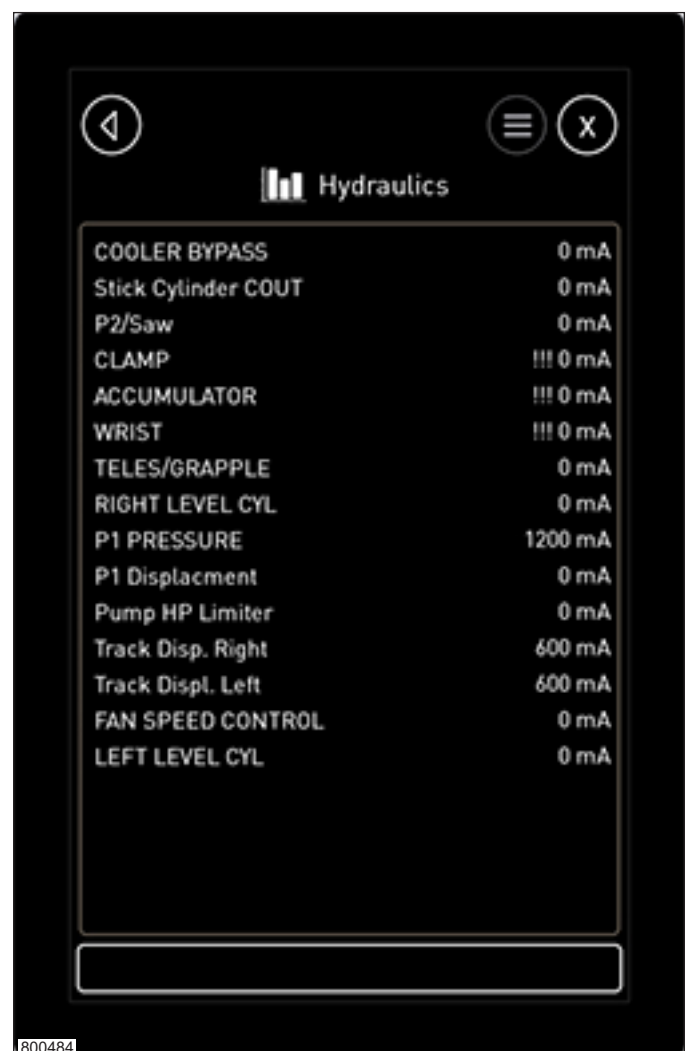 X
Hydraulics
COOLER BYPASS 0 mA
Stick Cylinder COUT 0 mA
P2/Saw 0 mA
CLAMP !!! 0 mA
ACCUMULATOR !!! 0 mA
WRIST !!! 0 mA
TELES/GRAPPLE 0 mA
RIGHT LEVEL CYL 0 mA
P1 PRESSURE 1200 mA
P1 Displacment 0 mA
Pump HP Limiter 0 mA
Track Disp. Right 600 mA
Track Displ. Left 600 mA
FAN SPEED CONTROL 0 mA
LEFT LEVEL CYL 0 mA
800484